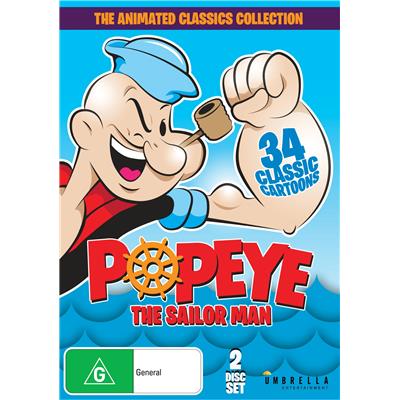 THE ANIMATED CLASSICS COLLECTION
34
CLASSIC
CARTOONS
POPEYE
THE SAILOR MAN
G
General
2
DISC
SET
UMBRELLA
ENTERTAINMENT